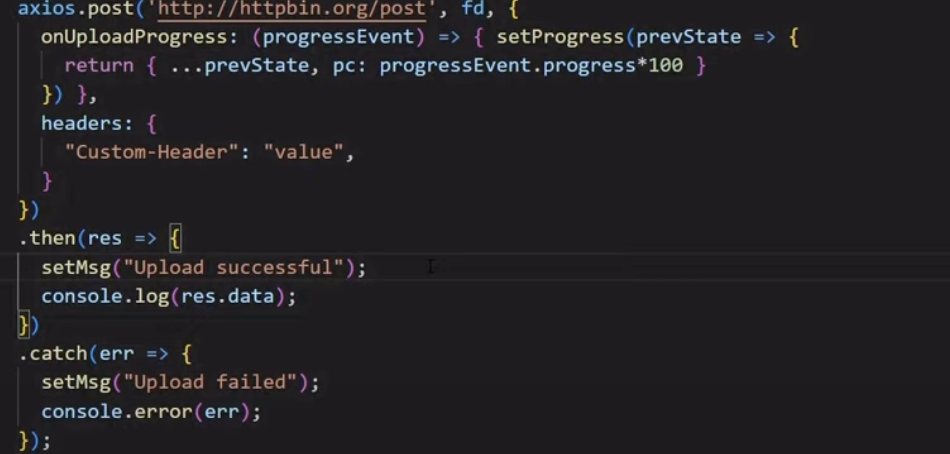 axios.post('http://httpbin.org/post', fd, {
onUploadProgress: (progressEvent) => { setProgress(prevState => {
return { ...prevState, pc: progressEvent.progress*100 }
}) },
headers: {
"Custom-Header": "value",
}
})
.then(res => {
setMsg("Upload successful");
console.log(res.data);
})
.catch(err => {
setMsg("Upload failed");
console.error(err);
});